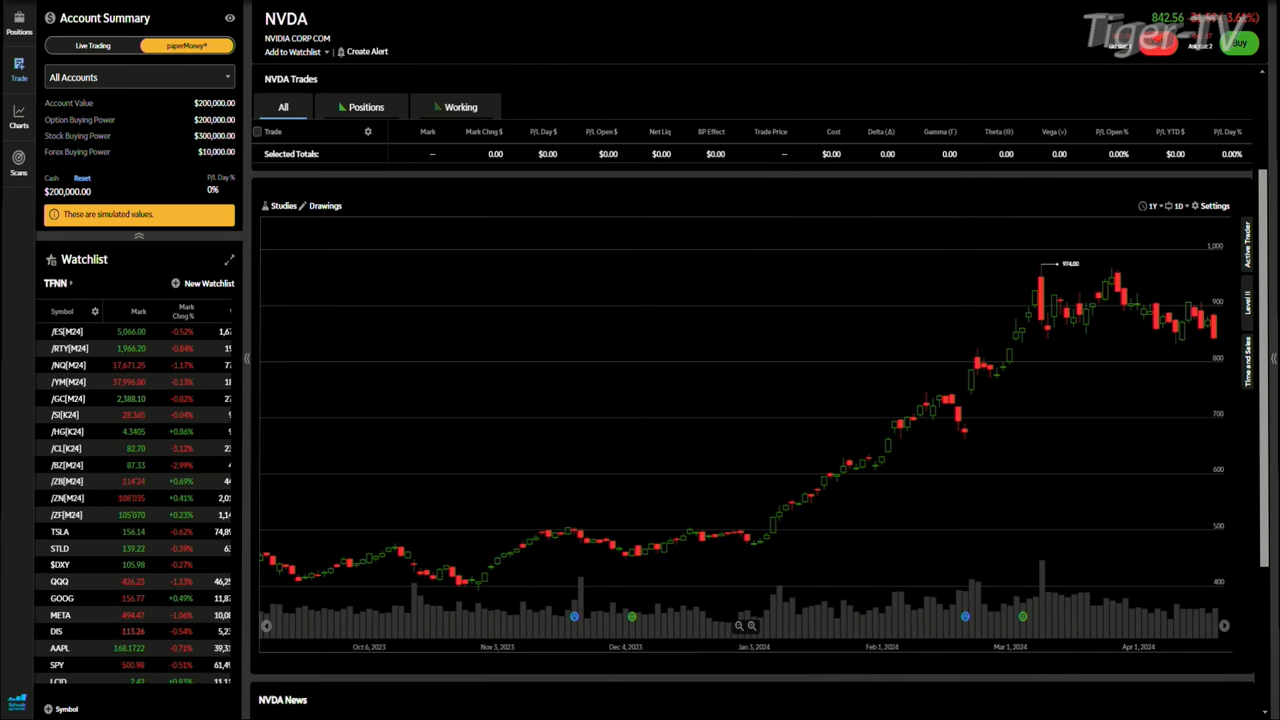 Positions
Trade
Charts
Scans
Account Summary
Live Trading
paperMoney®
All Accounts
Account Value $200,000.00
Option Buying Power $200,000.00
Stock Buying Power $300,000.00
Forex Buying Power $10,000.00
Cash Reset P/L Day %
$200,000.00 0%
These are simulated values.
Watchlist
TFNN New Watchlist
Symbol Mark Mark Chng %
/ES[M24] 5,066.00 -0.52%
/RTY[M24] 1,966.20 -0.84%
/NQ[M24] 17,671.25 -1.17%
/YM[M24] 37,996.00 -0.13%
/GC[M24] 2,388.10 -0.82%
/SI[K24] 28.365 -0.04%
/HG[K24] 4.3405 +0.86%
/CL[K24] 82.70 -3.12%
/BZ[M24] 87.33 -2.99%
/ZB[M24] 114'24 +0.69%
/ZN[M24] 108'035 +0.41%
/ZF[M24] 105'070 +0.23%
TSLA 156.14 -0.62%
STLD 139.22 -0.39%
$DXY 105.98 -0.27%
QQQ 426.23 -1.13%
GOOG 156.77 +0.49%
META 494.47 -1.06%
DIS 113.26 -0.54%
AAPL 168.1722 -0.71%
SPY 500.98 -0.51%
LCID 2.42 +0.83%
Symbol
NVDA
NVIDIA CORP COM
Add to Watchlist Create Alert
842.56 -31.59 (-3.61%)
Tiger-TV
Ask size: 2
Buy
NVDA Trades
All Positions Working
Trade Mark Mark Chng $ P/L Day $ P/L Open $ Net Liq BP Effect Trade Price Cost Delta (Δ) Gamma (Γ) Theta (Θ) Vega (ν) P/L Open % P/L YTD $ P/L Day %
Selected Totals: — 0.00 $0.00 $0.00 $0.00 $0.00 — $0.00 0.00 0.00 0.00 0.00 0.00% $0.00 0.00%
Studies Drawings 1Y 1D Settings
1,000
974.00
900
800
700
600
500
400
Oct 6, 2023 Nov 3, 2023 Dec 4, 2023 Jan 3, 2024 Feb 1, 2024 Mar 1, 2024 Apr 1, 2024
Active Trader
Level II
Time and Sales
NVDA News